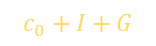 c₀ + I + G